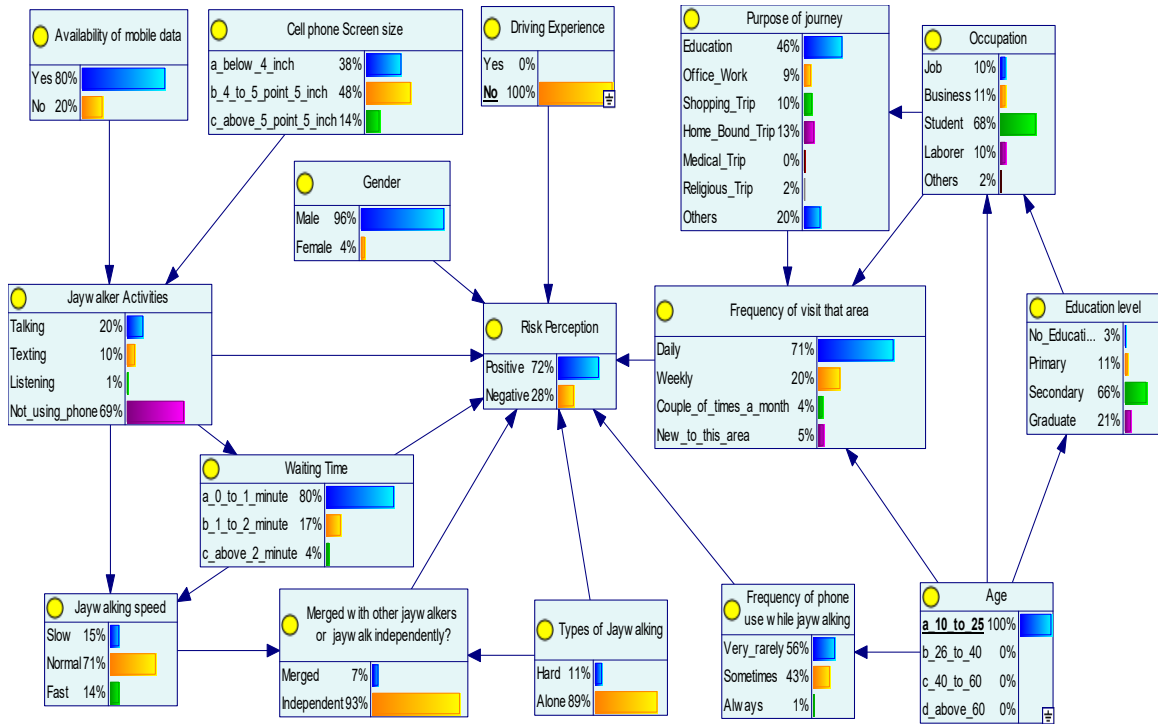 Availability of mobile data
Yes 80%
No 20%
Cell phone Screen size
a_below_4_inch 38%
b_4_to_5_point_5_inch 48%
c_above_5_point_5_inch 14%
Driving Experience
Yes 0%
No 100%
Purpose of journey
Education 46%
Office_Work 9%
Shopping_Trip 10%
Home_Bound_Trip 13%
Medical_Trip 0%
Religious_Trip 2%
Others 20%
Occupation
Job 10%
Business 11%
Student 68%
Laborer 10%
Others 2%
Gender
Male 96%
Female 4%
Jaywalker Activities
Talking 20%
Texting 10%
Listening 1%
Not_using_phone 69%
Risk Perception
Positive 72%
Negative 28%
Frequency of visit that area
Daily 71%
Weekly 20%
Couple_of_times_a_month 4%
New_to_this_area 5%
Education level
No_Educati... 3%
Primary 11%
Secondary 66%
Graduate 21%
Waiting Time
a_0_to_1_minute 80%
b_1_to_2_minute 17%
c_above_2_minute 4%
Jaywalking speed
Slow 15%
Normal 71%
Fast 14%
Merged with other jaywalkers
or jaywalk independently?
Merged 7%
Independent 93%
Types of Jaywalking
Hard 11%
Alone 89%
Frequency of phone
use while jaywalking
Very_rarely 56%
Sometimes 43%
Always 1%
Age
a_10_to_25 100%
b_26_to_40 0%
c_40_to_60 0%
d_above_60 0%